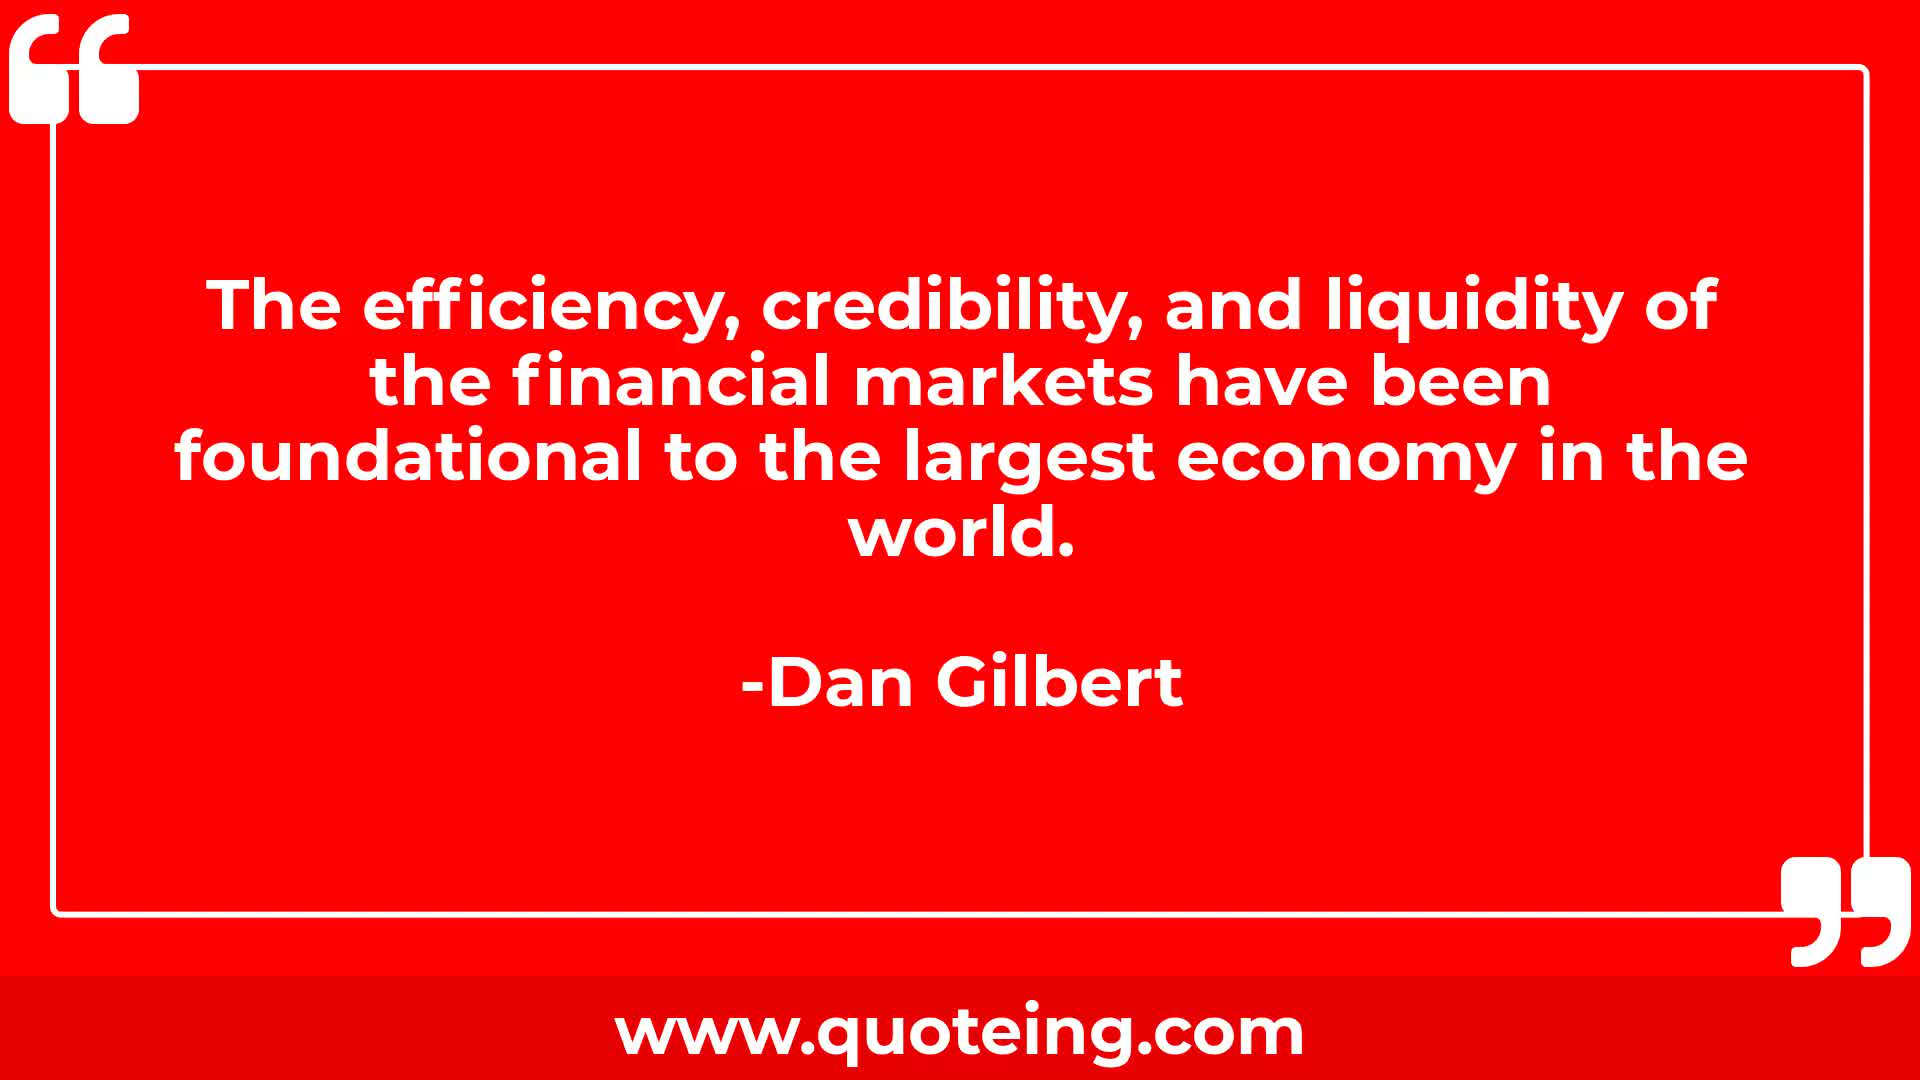 The efficiency, credibility, and liquidity of
the financial markets have been
foundational to the largest economy in the
world.
-Dan Gilbert
www.quoteing.com